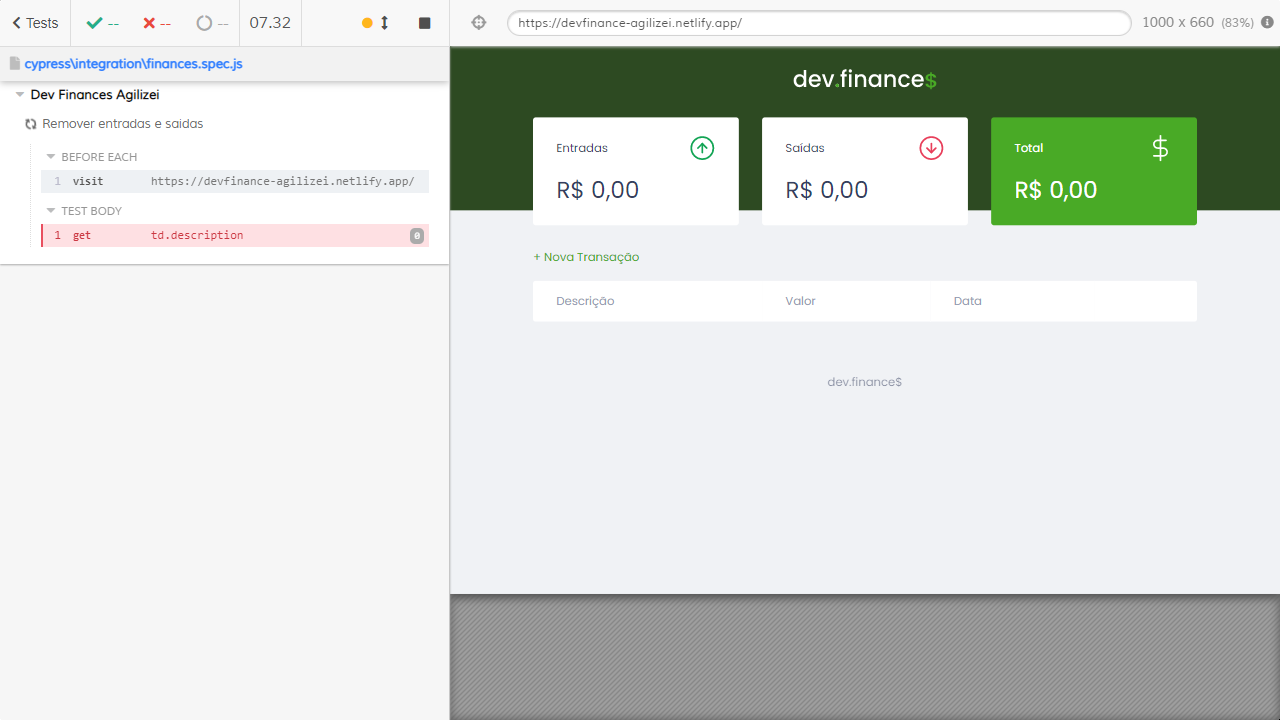 Tests -- -- -- 07.32
https://devfinance-agilizei.netlify.app/ 1000 x 660 (83%)
cypress\integration\finances.spec.js
Dev Finances Agilizei
Remover entradas e saidas
BEFORE EACH
1 visit https://devfinance-agilizei.netlify.app/
TEST BODY
1 get td.description 0
dev.finance$
Entradas
R$ 0,00
Saídas
R$ 0,00
Total
R$ 0,00
+ Nova Transação
Descrição Valor Data
dev.finance$